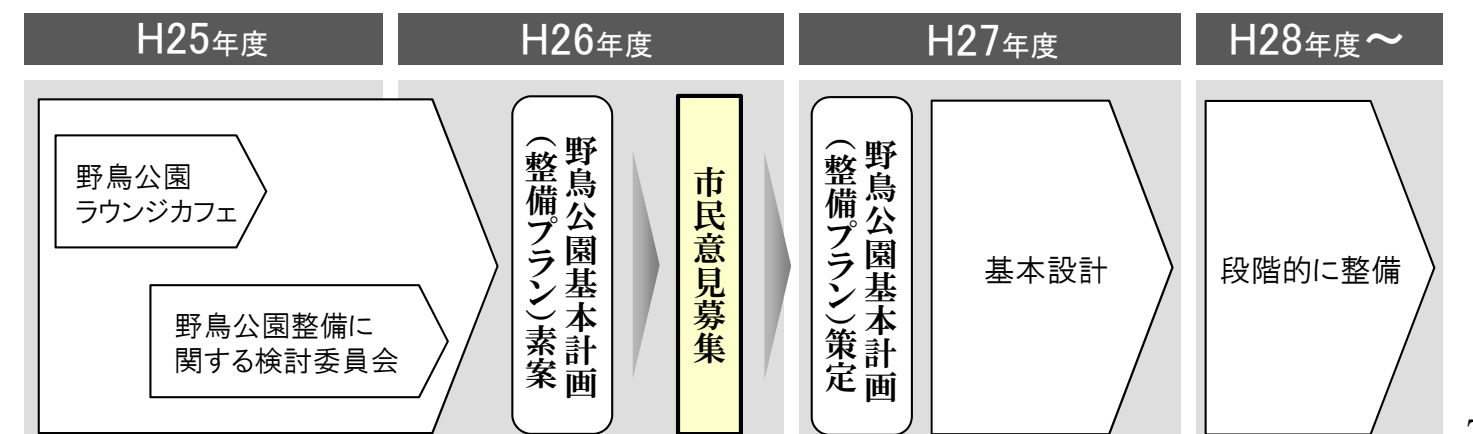 H25年度
H26年度
H27年度
H28年度~
野鳥公園
ラウンジカフェ
野鳥公園整備に
関する検討委員会
野鳥公園基本計画
(整備プラン)素案
市民意見募集
野鳥公園基本計画
(整備プラン)策定
基本設計
段階的に整備